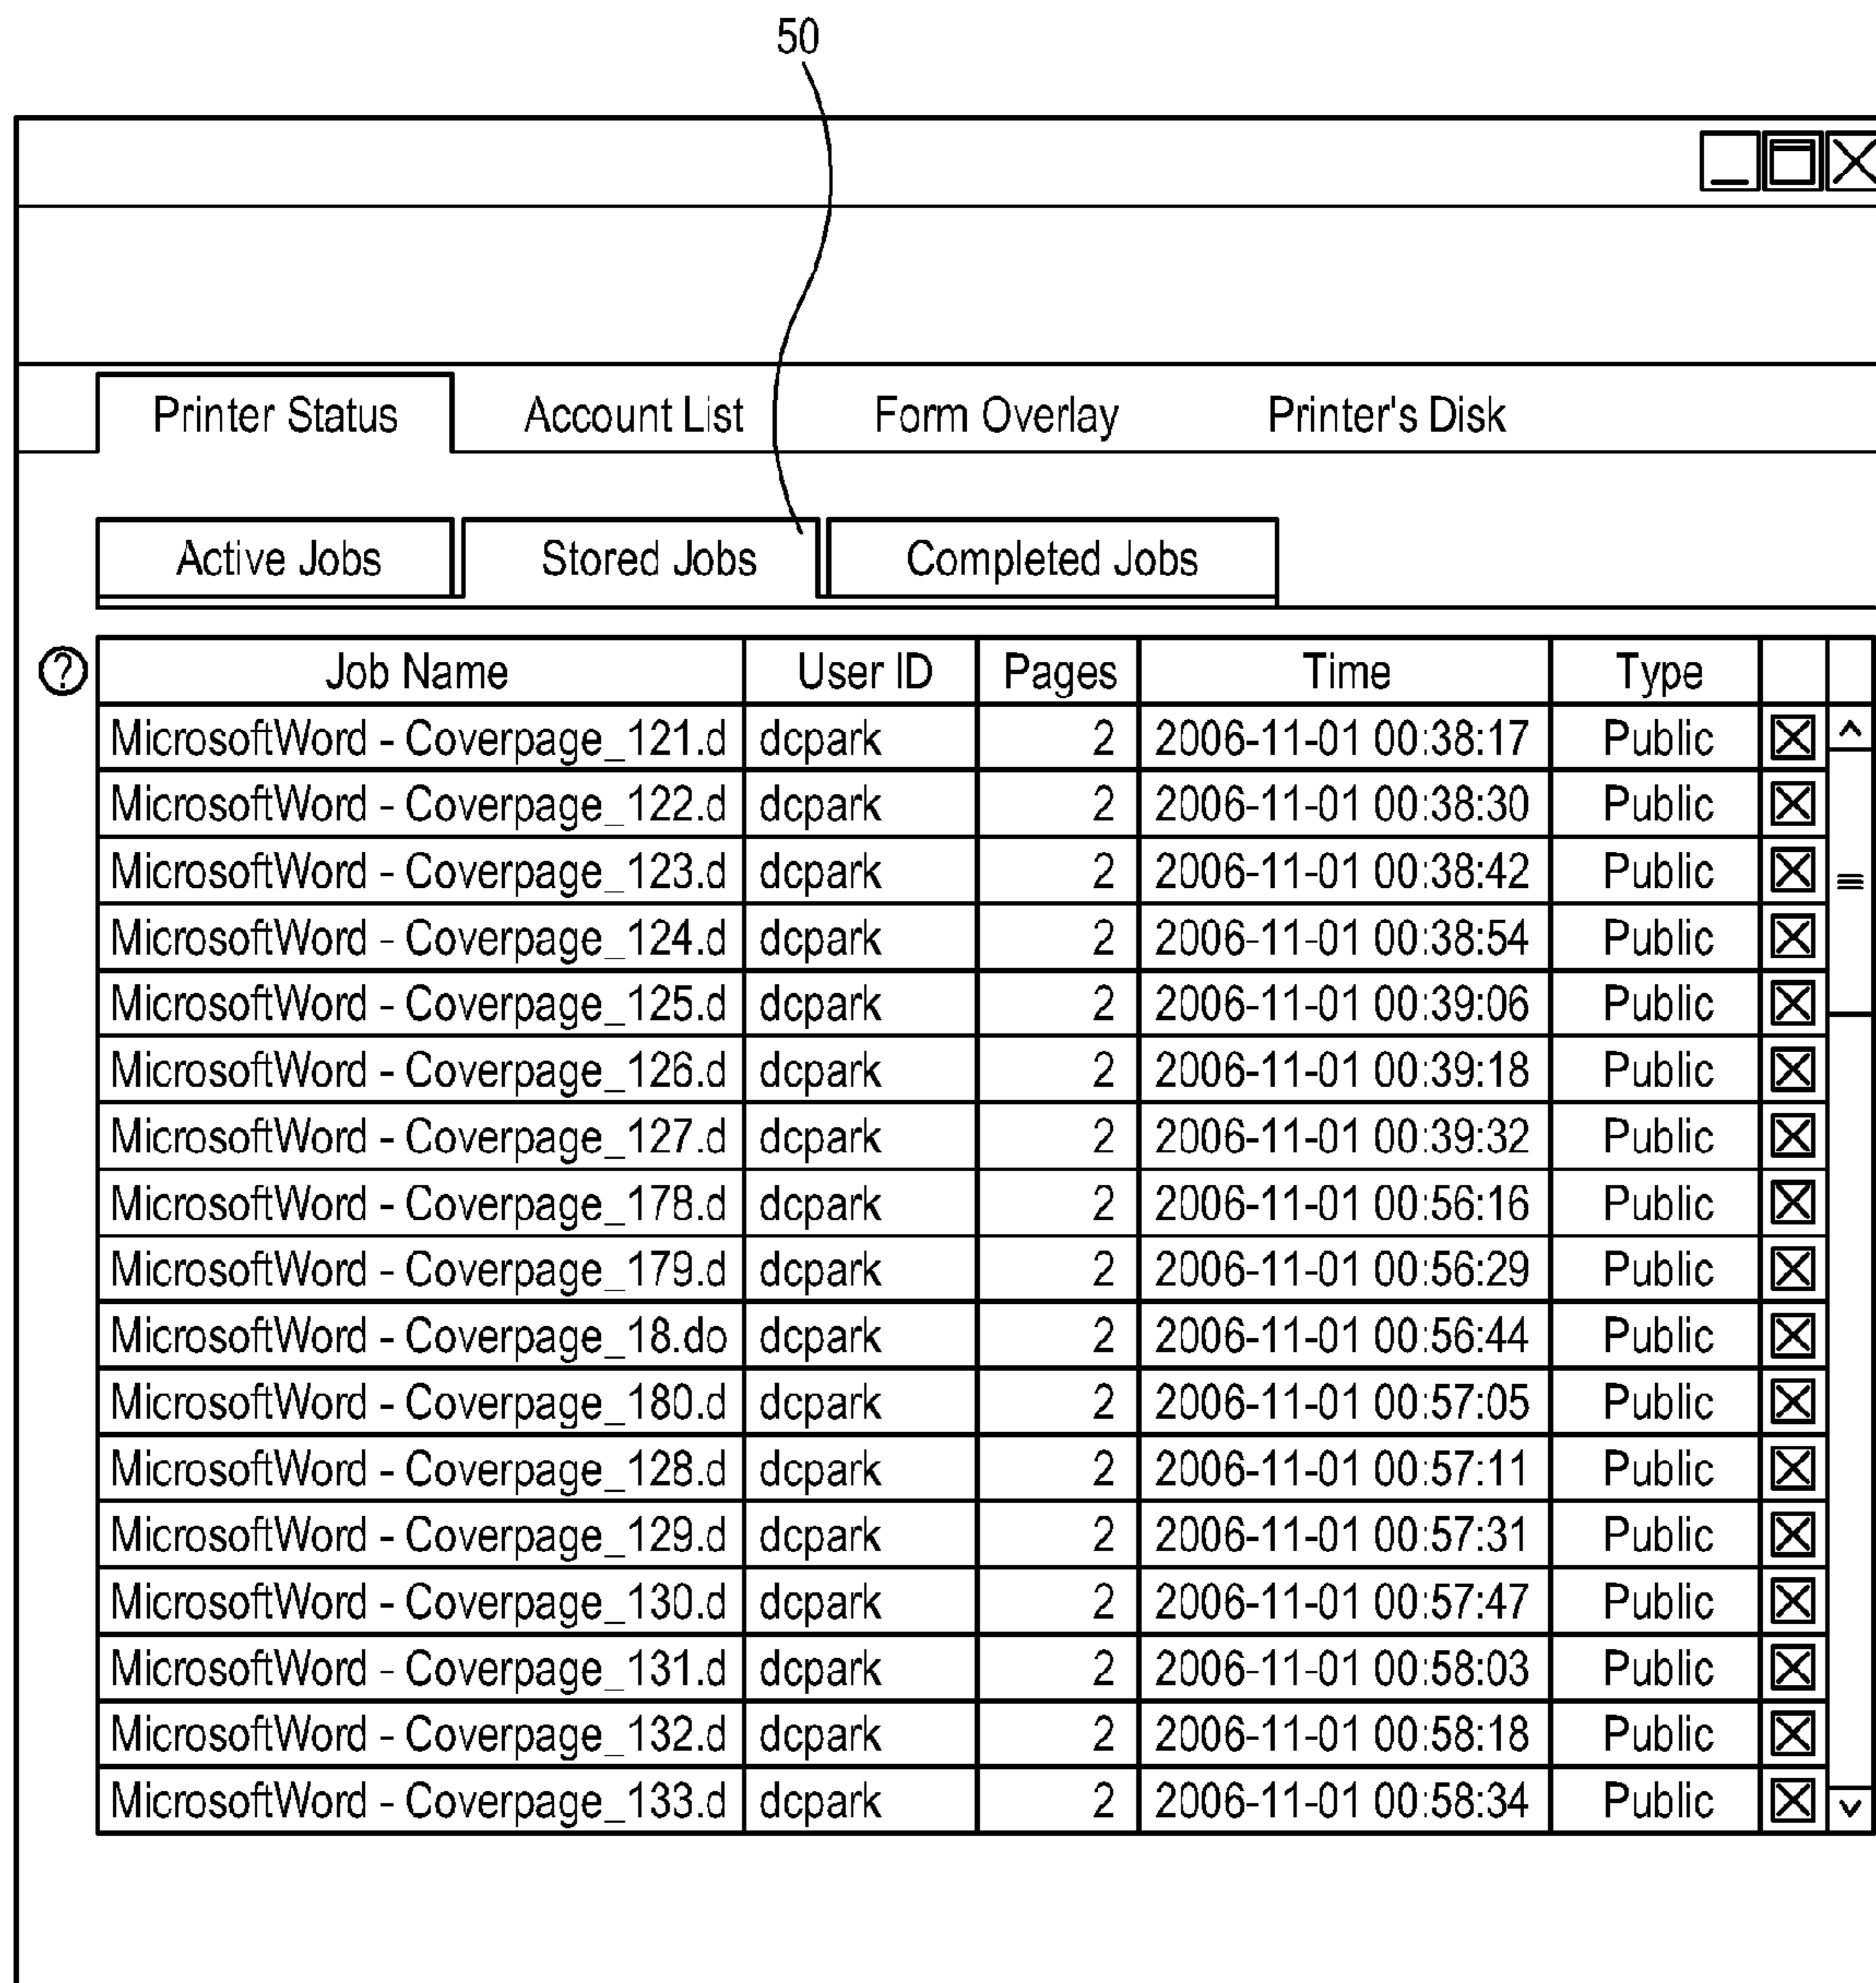 50
Printer Status Account List Form Overlay Printer's Disk
Active Jobs Stored Jobs Completed Jobs
? Job Name User ID Pages Time Type
MicrosoftWord - Coverpage_121.d dcpark 2 2006-11-01 00:38:17 Public
MicrosoftWord - Coverpage_122.d dcpark 2 2006-11-01 00:38:30 Public
MicrosoftWord - Coverpage_123.d dcpark 2 2006-11-01 00:38:42 Public
MicrosoftWord - Coverpage_124.d dcpark 2 2006-11-01 00:38:54 Public
MicrosoftWord - Coverpage_125.d dcpark 2 2006-11-01 00:39:06 Public
MicrosoftWord - Coverpage_126.d dcpark 2 2006-11-01 00:39:18 Public
MicrosoftWord - Coverpage_127.d dcpark 2 2006-11-01 00:39:32 Public
MicrosoftWord - Coverpage_178.d dcpark 2 2006-11-01 00:56:16 Public
MicrosoftWord - Coverpage_179.d dcpark 2 2006-11-01 00:56:29 Public
MicrosoftWord - Coverpage_18.do dcpark 2 2006-11-01 00:56:44 Public
MicrosoftWord - Coverpage_180.d dcpark 2 2006-11-01 00:57:05 Public
MicrosoftWord - Coverpage_128.d dcpark 2 2006-11-01 00:57:11 Public
MicrosoftWord - Coverpage_129.d dcpark 2 2006-11-01 00:57:31 Public
MicrosoftWord - Coverpage_130.d dcpark 2 2006-11-01 00:57:47 Public
MicrosoftWord - Coverpage_131.d dcpark 2 2006-11-01 00:58:03 Public
MicrosoftWord - Coverpage_132.d dcpark 2 2006-11-01 00:58:18 Public
MicrosoftWord - Coverpage_133.d dcpark 2 2006-11-01 00:58:34 Public